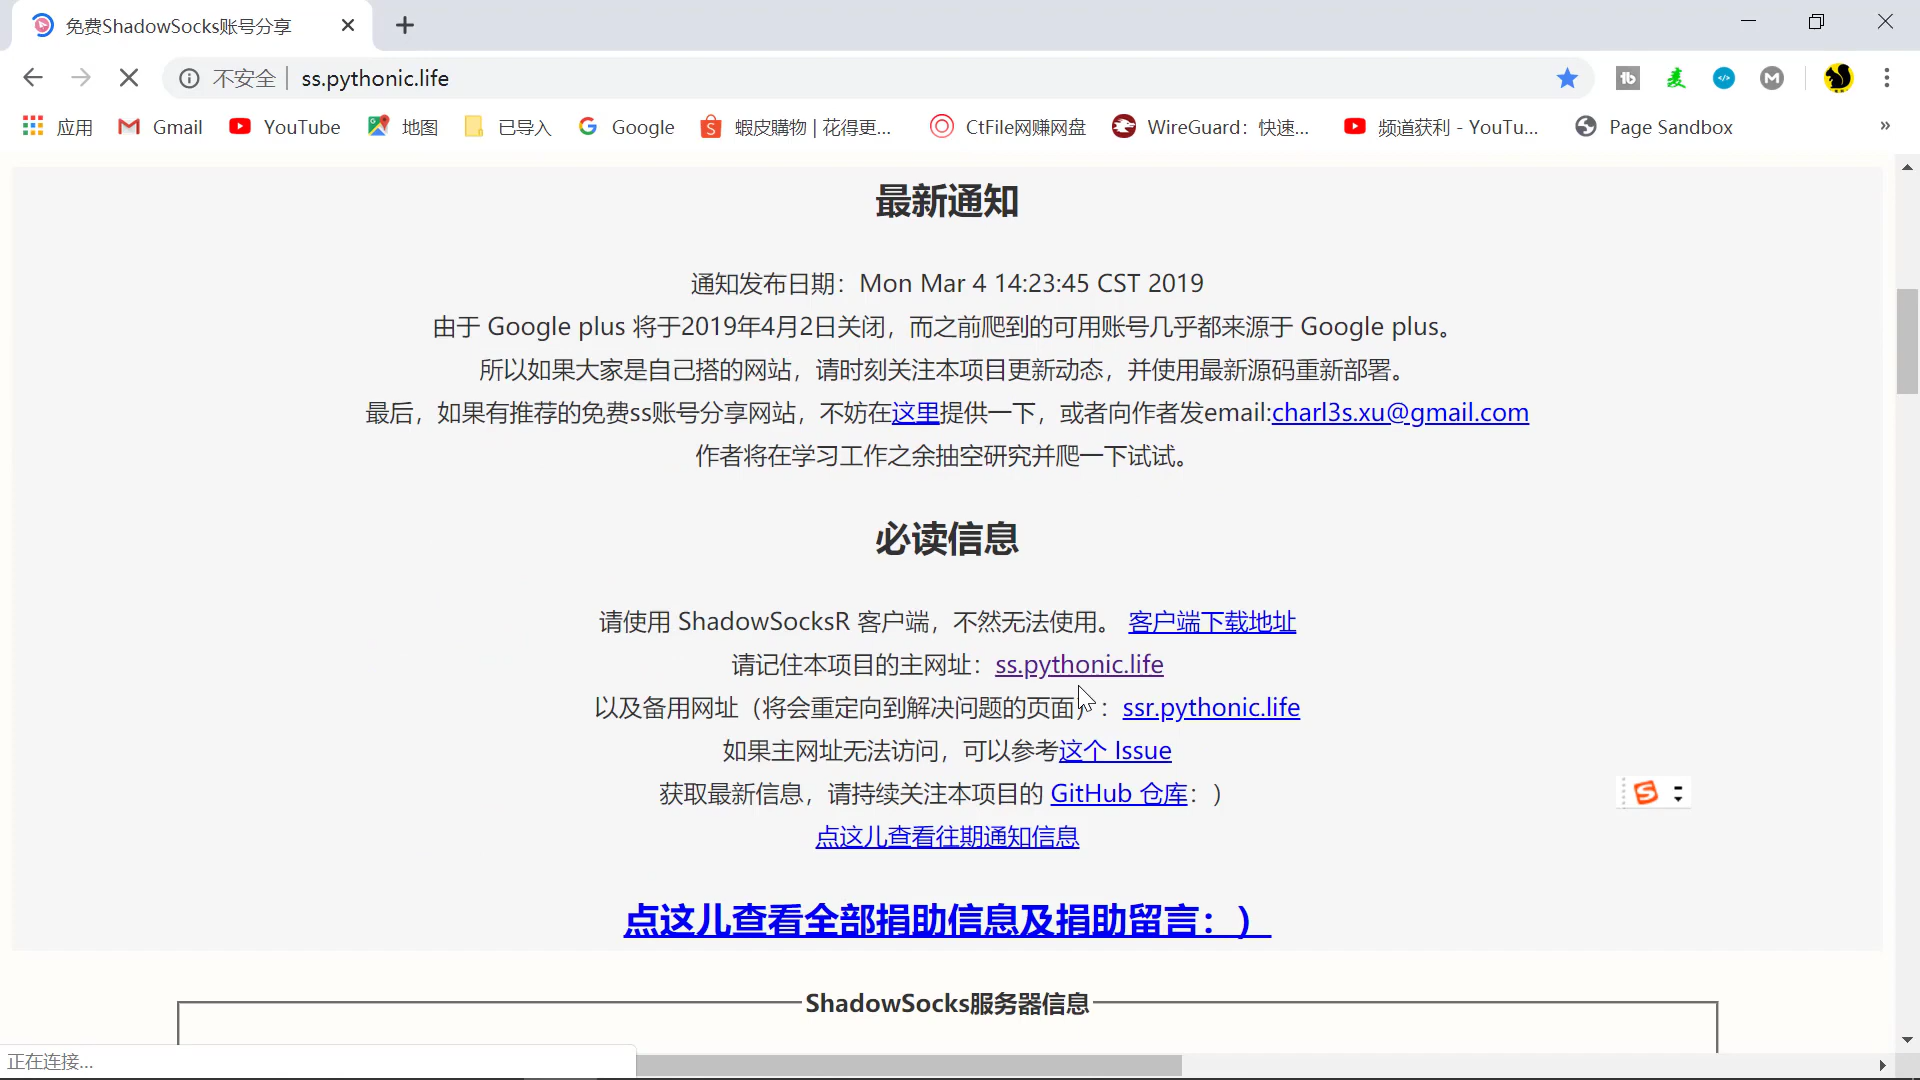 免费ShadowSocks账号分享
不安全 ss.pythonic.life
应用 Gmail YouTube 地图 已导入 Google 蝦皮購物 | 花得更... CtFile网赚网盘 WireGuard：快速... 频道获利 - YouTu... Page Sandbox »
最新通知
通知发布日期：Mon Mar 4 14:23:45 CST 2019
由于 Google plus 将于2019年4月2日关闭，而之前爬到的可用账号几乎都来源于 Google plus。
所以如果大家是自己搭的网站，请时刻关注本项目更新动态，并使用最新源码重新部署。
最后，如果有推荐的免费ss账号分享网站，不妨在这里提供一下，或者向作者发email:charl3s.xu@gmail.com
作者将在学习工作之余抽空研究并爬一下试试。
必读信息
请使用 ShadowSocksR 客户端，不然无法使用。 客户端下载地址
请记住本项目的主网址：ss.pythonic.life
以及备用网址（将会重定向到解决问题的页面）：ssr.pythonic.life
如果主网址无法访问，可以参考这个 Issue
获取最新信息，请持续关注本项目的 GitHub 仓库：）
点这儿查看往期通知信息
点这儿查看全部捐助信息及捐助留言：）
ShadowSocks服务器信息
正在连接...